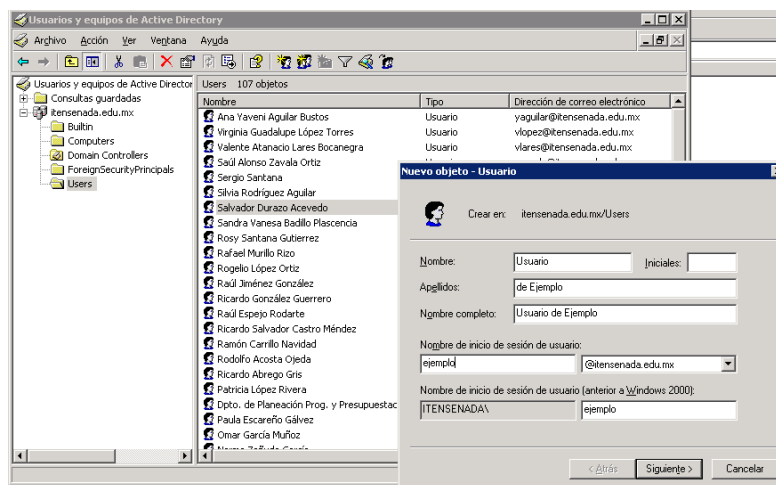 Usuarios y equipos de Active Directory
Archivo Acción Ver Ventana Ayuda
Usuarios y equipos de Active Director
Users 107 objetos
Consultas guardadas
itensenada.edu.mx
Builtin
Computers
Domain Controllers
ForeignSecurityPrincipals
Users
Nombre Tipo Dirección de correo electrónico
Ana Yaveni Aguilar Bustos Usuario yaguilar@itensenada.edu.mx
Virginia Guadalupe López Torres Usuario vlopez@itensenada.edu.mx
Valente Atanacio Lares Bocanegra Usuario vlares@itensenada.edu.mx
Saúl Alonso Zavala Ortiz
Sergio Santana
Silvia Rodríguez Aguilar
Salvador Durazo Acevedo
Sandra Vanesa Badillo Plascencia
Rosy Santana Gutierrez
Rafael Murillo Rizo
Rogelio López Ortiz
Raúl Jiménez González
Ricardo González Guerrero
Raúl Espejo Rodarte
Ricardo Salvador Castro Méndez
Ramón Carrillo Navidad
Rodolfo Acosta Ojeda
Ricardo Abrego Gris
Patricia López Rivera
Dpto. de Planeación Prog. y Presupuestac
Paula Escareño Gálvez
Omar García Muñoz
Nuevo objeto - Usuario
Crear en: itensenada.edu.mx/Users
Nombre: Usuario Iniciales:
Apellidos: de Ejemplo
Nombre completo: Usuario de Ejemplo
Nombre de inicio de sesión de usuario:
ejemplo @itensenada.edu.mx
Nombre de inicio de sesión de usuario (anterior a Windows 2000):
ITENSENADA\ ejemplo
< Atrás Siguiente > Cancelar